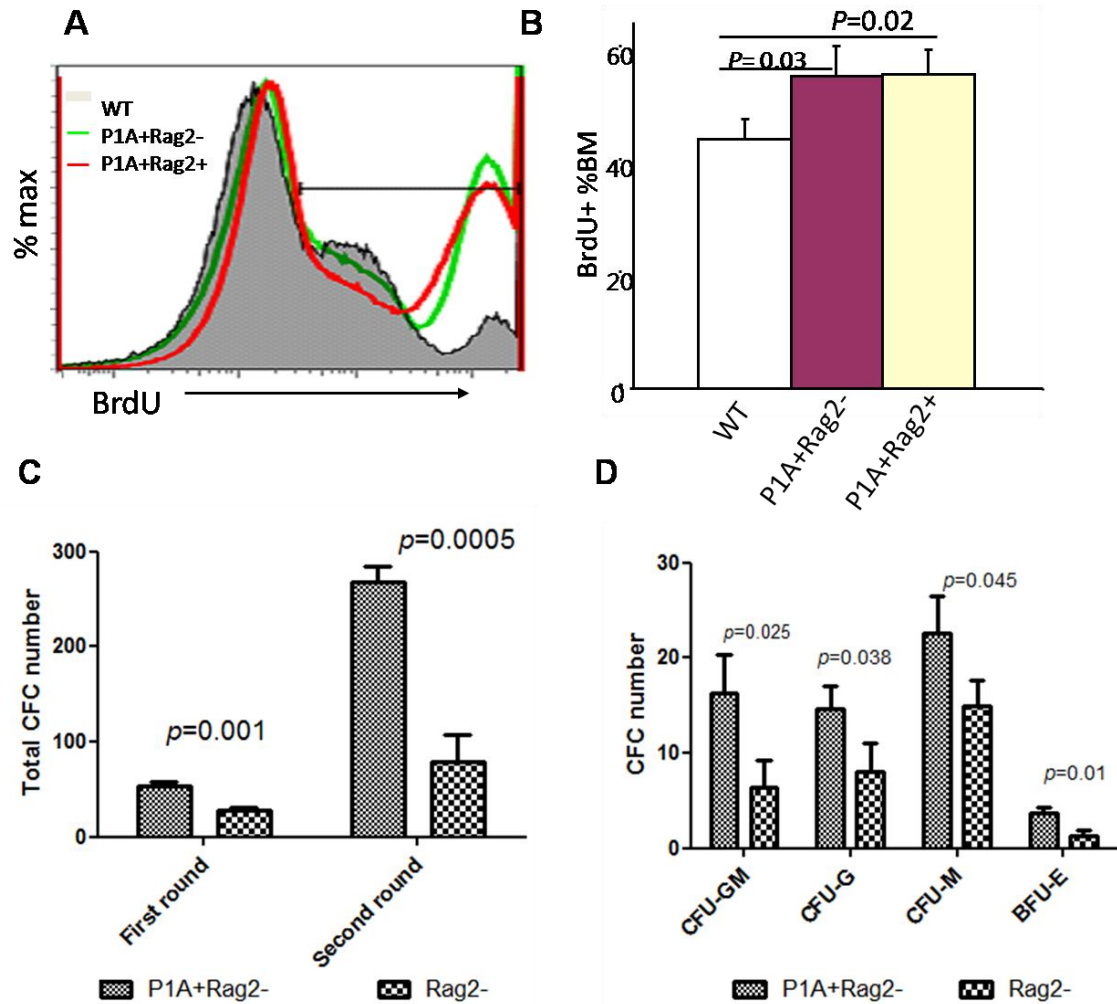 A
WT
P1A+Rag2-
P1A+Rag2+
% max
BrdU
B
P=0.02
P= 0.03
60
40
20
0
BrdU+ %BM
WT
P1A+Rag2-
P1A+Rag2+
C
p=0.0005
p=0.001
300
200
100
0
Total CFC number
First round
Second round
P1A+Rag2- Rag2-
D
p=0.025
p=0.038
p=0.045
p=0.01
30
20
10
0
CFC number
CFU-GM
CFU-G
CFU-M
BFU-E
P1A+Rag2- Rag2-